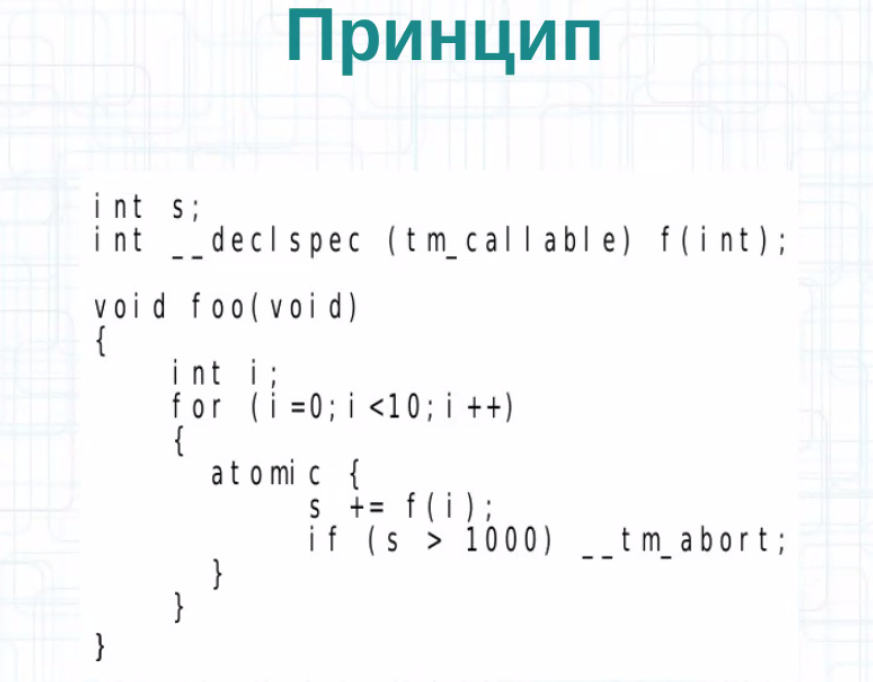 Принцип
int s;
int __declspec (tm_callable) f(int);
void foo(void)
{
int i;
for (i=0;i<10;i++)
{
atomic {
s += f(i);
if (s > 1000) __tm_abort;
}
}
}